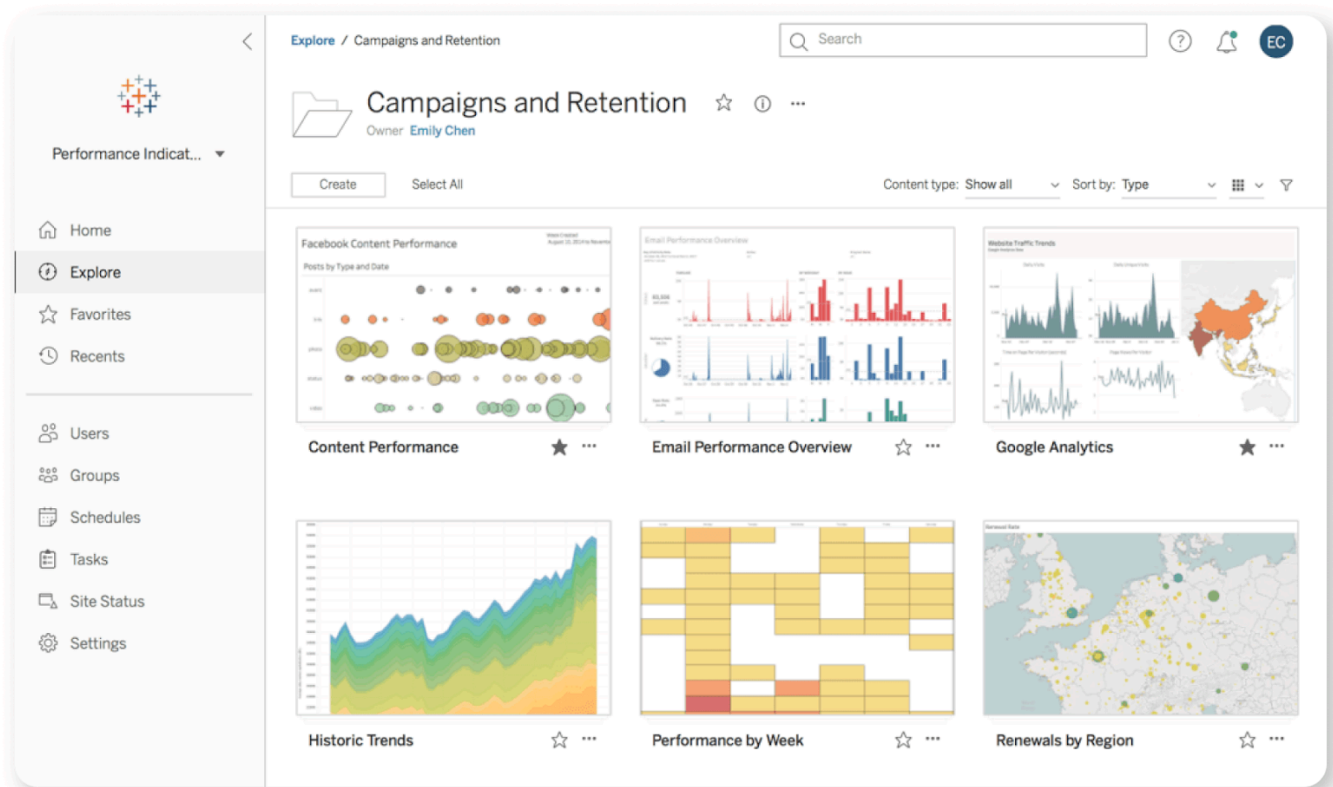 Explore / Campaigns and Retention
Search
EC
Performance Indicat...
Campaigns and Retention
Owner Emily Chen
Create
Select All
Content type: Show all
Sort by: Type
Home
Explore
Favorites
Recents
Users
Groups
Schedules
Tasks
Site Status
Settings
Facebook Content Performance
Posts by Type and Date
Email Performance Overview
Website Traffic Trends
Content Performance
Email Performance Overview
Google Analytics
Renewal Rate
Historic Trends
Performance by Week
Renewals by Region